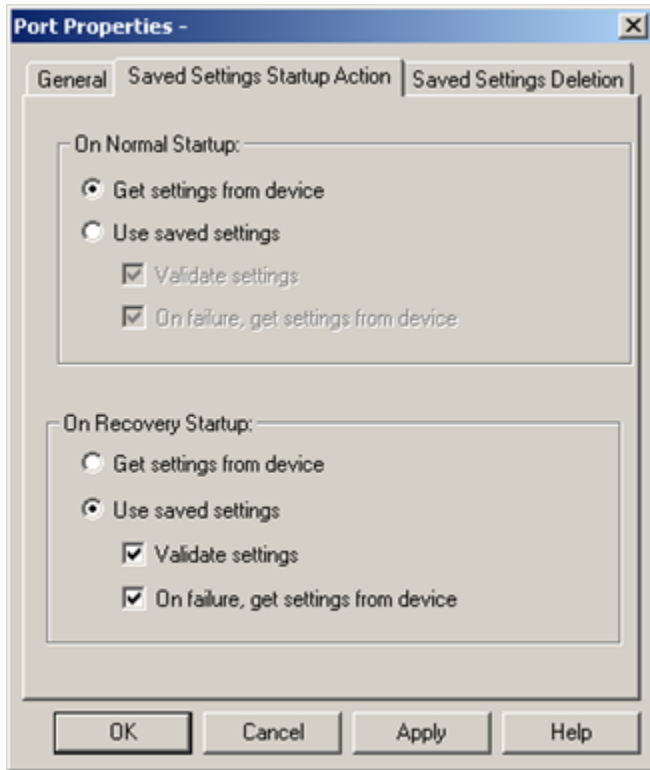 Port Properties -
General Saved Settings Startup Action Saved Settings Deletion
On Normal Startup:
Get settings from device
Use saved settings
Validate settings
On failure, get settings from device
On Recovery Startup:
Get settings from device
Use saved settings
Validate settings
On failure, get settings from device
OK Cancel Apply Help